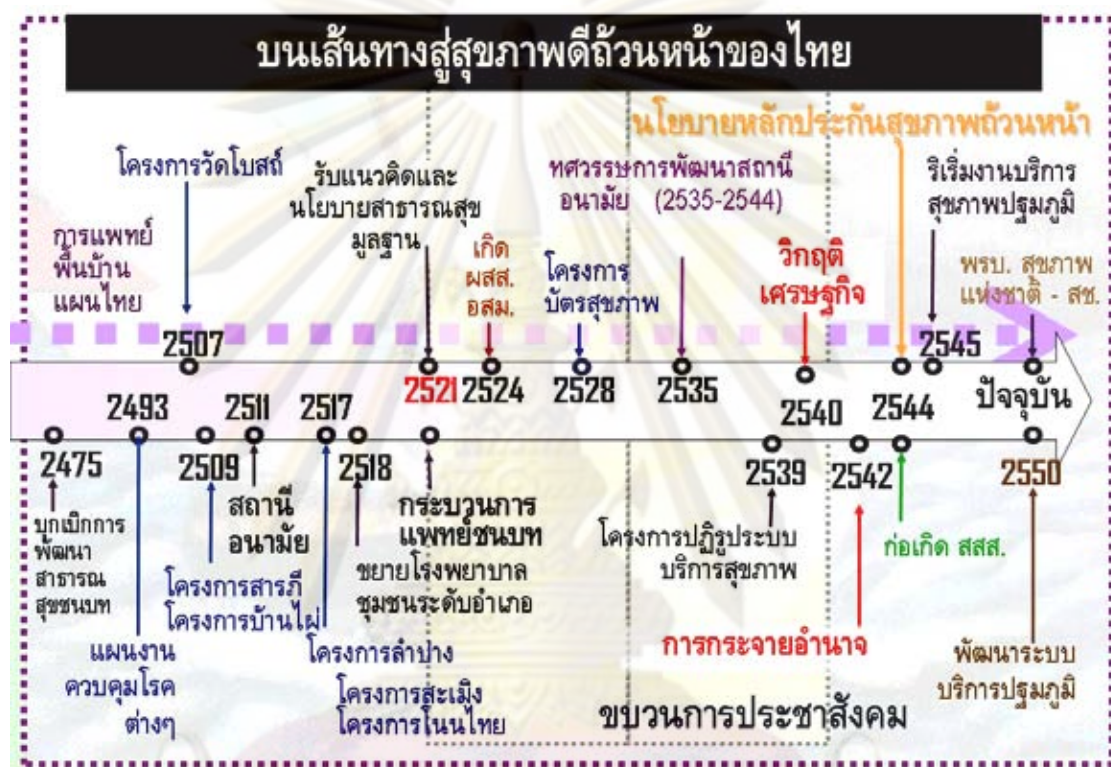 บนเส้นทางสู่สุขภาพดีถ้วนหน้าของไทย
นโยบายหลักประกันสุขภาพถ้วนหน้า
โครงการวัดโบสถ์
รับแนวคิดและ
นโยบายสาธารณสุข
มูลฐาน
ทศวรรษการพัฒนาสถานี
อนามัย (2535-2544)
ริเริ่มงานบริการ
สุขภาพปฐมภูมิ
การแพทย์
พื้นบ้าน
แผนไทย
เกิด
ผสส.
อสม.
โครงการ
บัตรสุขภาพ
วิกฤติ
เศรษฐกิจ
พรบ. สุขภาพ
แห่งชาติ - สช.
2507
2521
2524
2528
2535
2540
2544
2545
ปัจจุบัน
2475
2493
2509
2511
2517
2518
2539
2542
2550
บุกเบิกการ
พัฒนา
สาธารณ
สุขชนบท
สถานี
อนามัย
กระบวนการ
แพทย์ชนบท
ขยายโรงพยาบาล
ชุมชนระดับอำเภอ
โครงการปฏิรูประบบ
บริการสุขภาพ
ก่อเกิด สสส.
โครงการสารภี
โครงการบ้านไผ่
แผนงาน
ควบคุมโรค
ต่างๆ
โครงการลำปาง
โครงการสะเมิง
โครงการโนนไทย
การกระจายอำนาจ
พัฒนาระบบ
บริการปฐมภูมิ
ขบวนการประชาสังคม